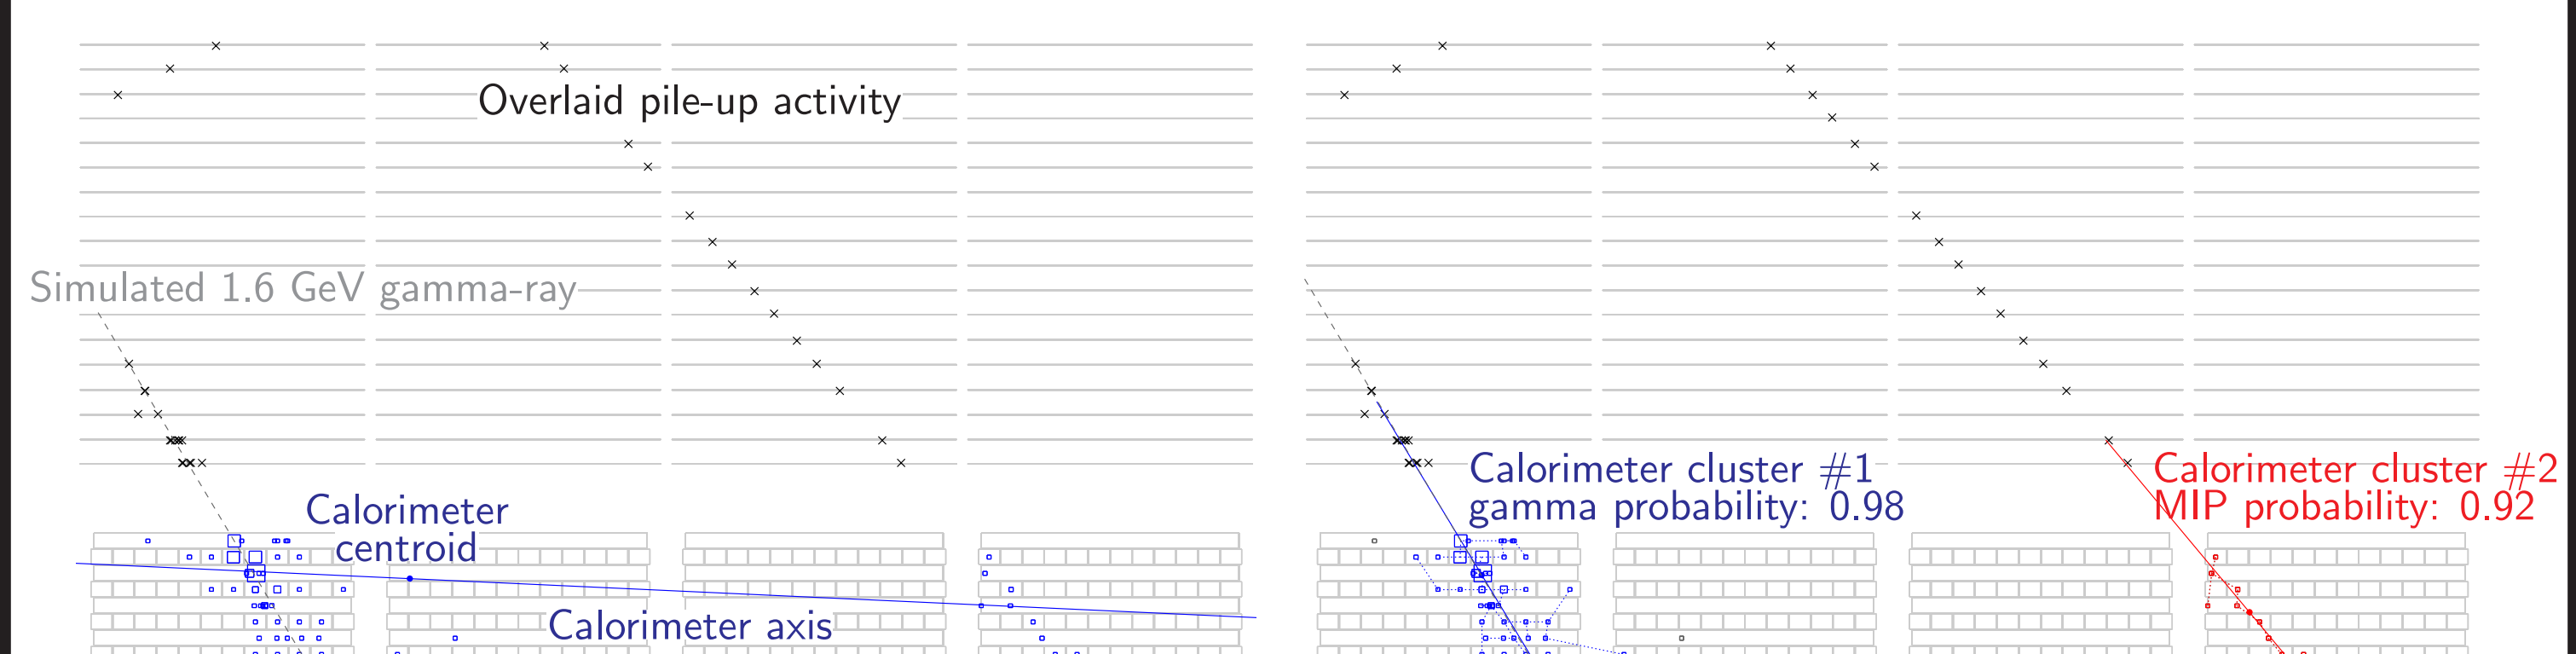 Overlaid pile-up activity
Simulated 1.6 GeV gamma-ray
Calorimeter
centroid
Calorimeter axis
Calorimeter cluster #1
gamma probability: 0.98
Calorimeter cluster #2
MIP probability: 0.92